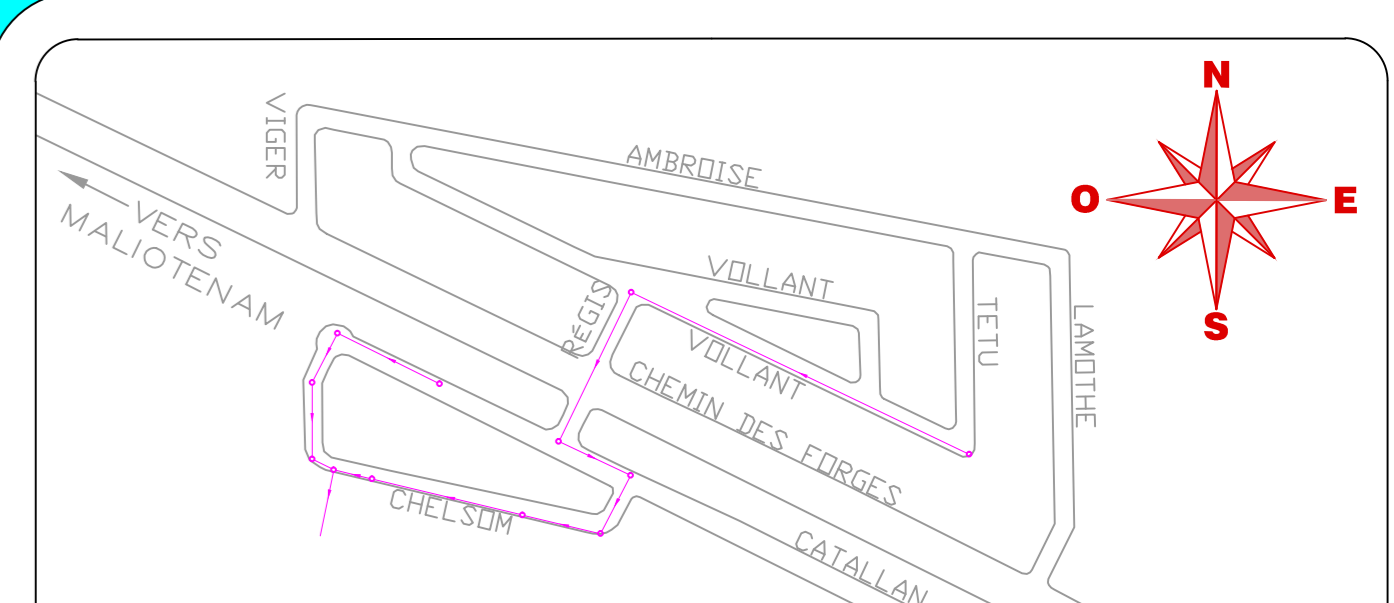 N
VIGER
AMBROISE
O
E
VERS
MALIOTENAM
VOLLANT
RÉGIS
TETU
LAMOTHE
S
VOLLANT
CHEMIN DES FORGES
CHELSOM
CATALLAN